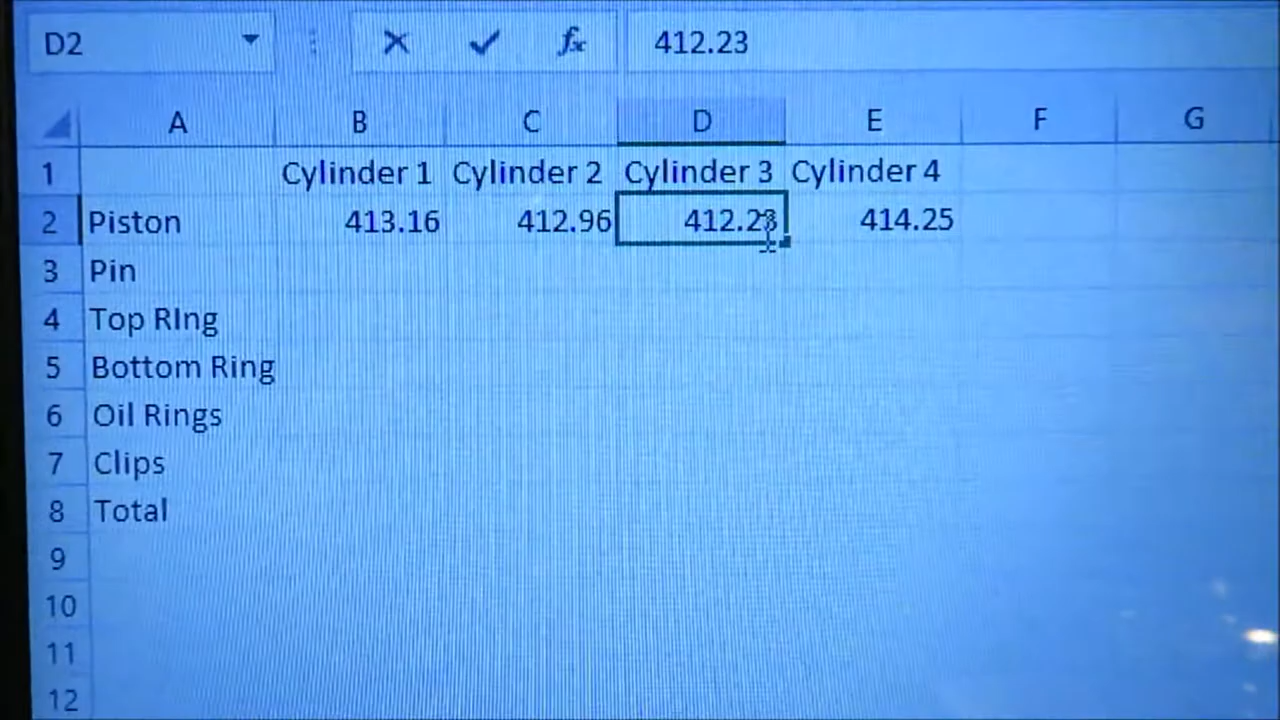 D2 fx 412.23
A B C D E F G
1 Cylinder 1 Cylinder 2 Cylinder 3 Cylinder 4
2 Piston 413.16 412.96 412.23 414.25
3 Pin
4 Top RIng
5 Bottom Ring
6 Oil Rings
7 Clips
8 Total
9
10
11
12